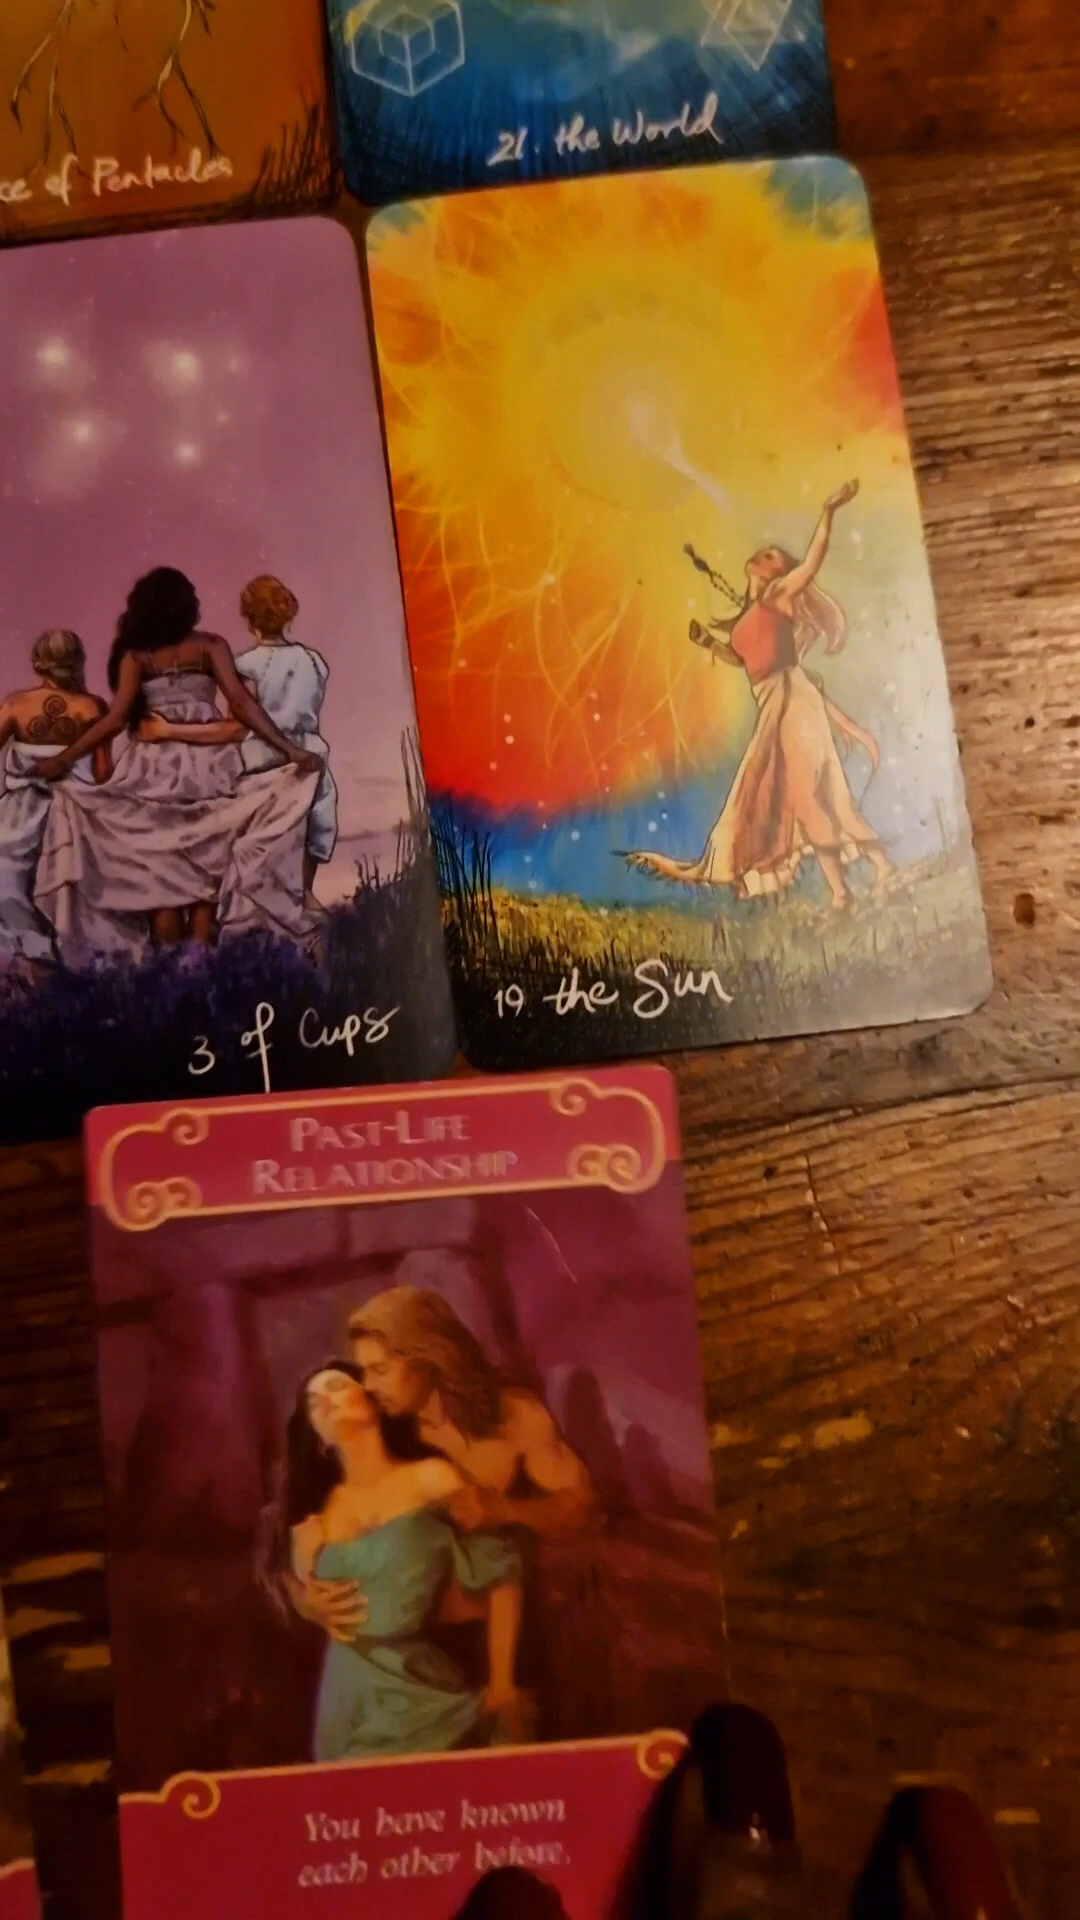 ce of Pentacles
21. the World
3 of Cups
19 the Sun
PAST-LIFE
RELATIONSHIP
You have known
each other before.